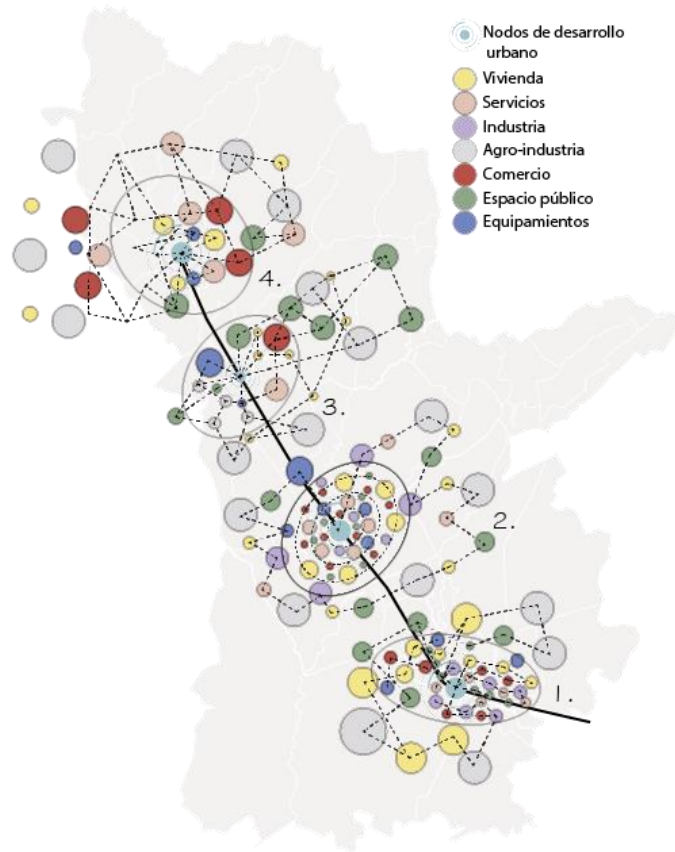 Nodos de desarrollo
urbano
Vivienda
Servicios
Industria
Agro-industria
Comercio
Espacio público
Equipamientos
4.
3.
2.
1.